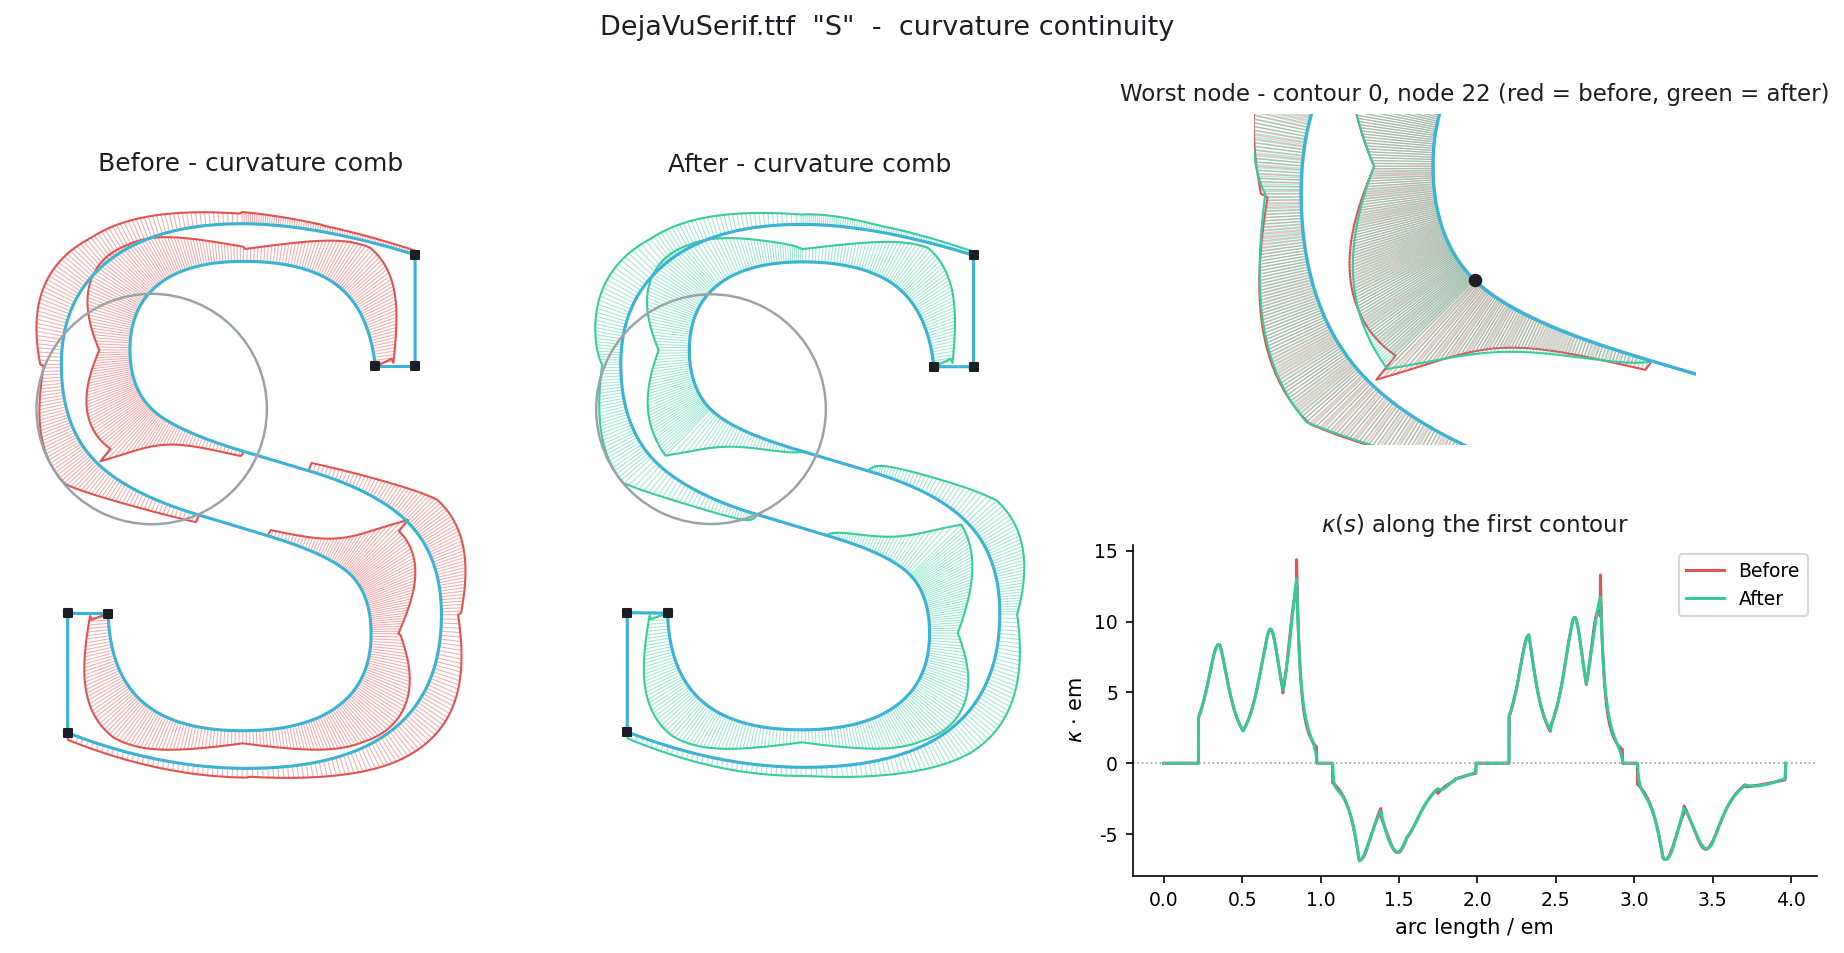 DejaVuSerif.ttf "S" - curvature continuity
Before - curvature comb
After - curvature comb
Worst node - contour 0, node 22 (red = before, green = after)
κ(s) along the first contour
Before
After
κ · em
15
10
5
0
-5
0.0 0.5 1.0 1.5 2.0 2.5 3.0 3.5 4.0
arc length / em